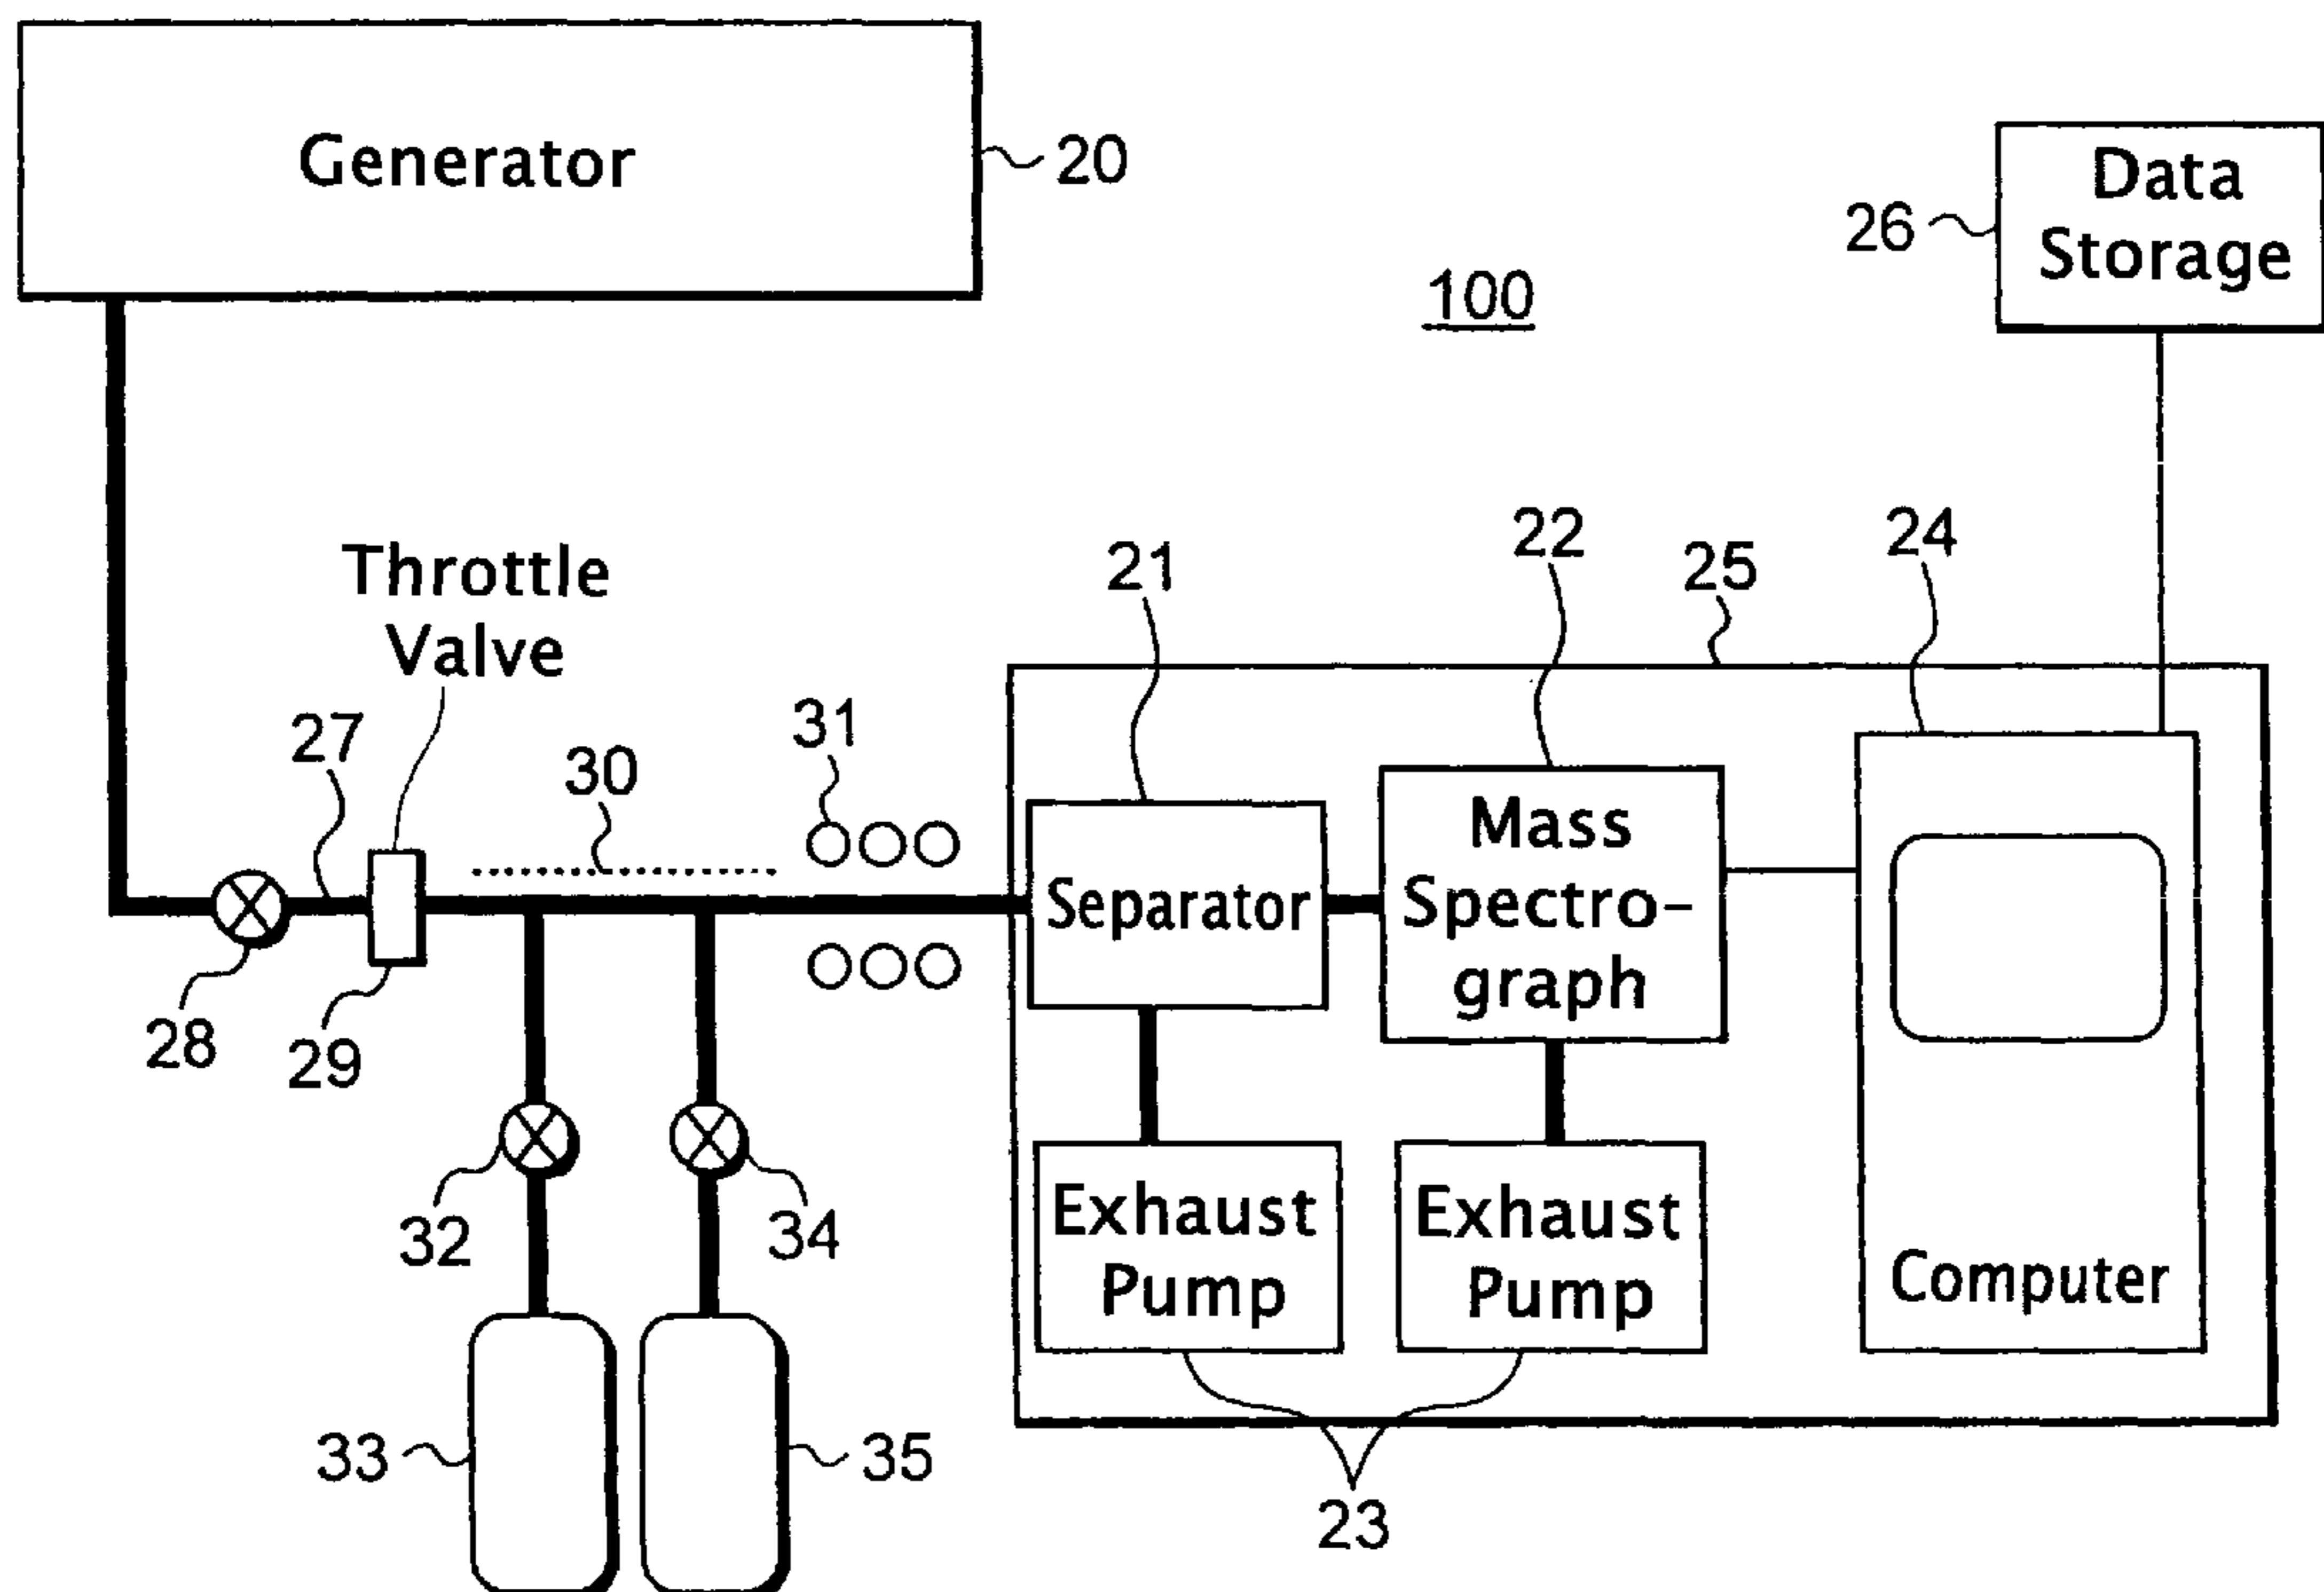 Generator
20
Data
Storage
26
100
Throttle
Valve
21
22
25
24
27
30
31
28
29
Separator
Mass
Spectro-
graph
32
34
Exhaust
Pump
Exhaust
Pump
Computer
33
35
23